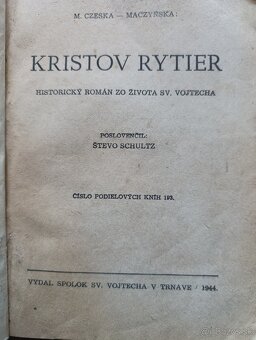 M. CZESKA — MACZYŃSKA:
KRISTOV RYTIER
HISTORICKÝ ROMÁN ZO ŽIVOTA SV. VOJTECHA
POSLOVENČIL:
ŠTEVO SCHULTZ
ČÍSLO PODIELOVÝCH KNÍH 193.
VYDAL SPOLOK SV. VOJTECHA V TRNAVE / 1944.